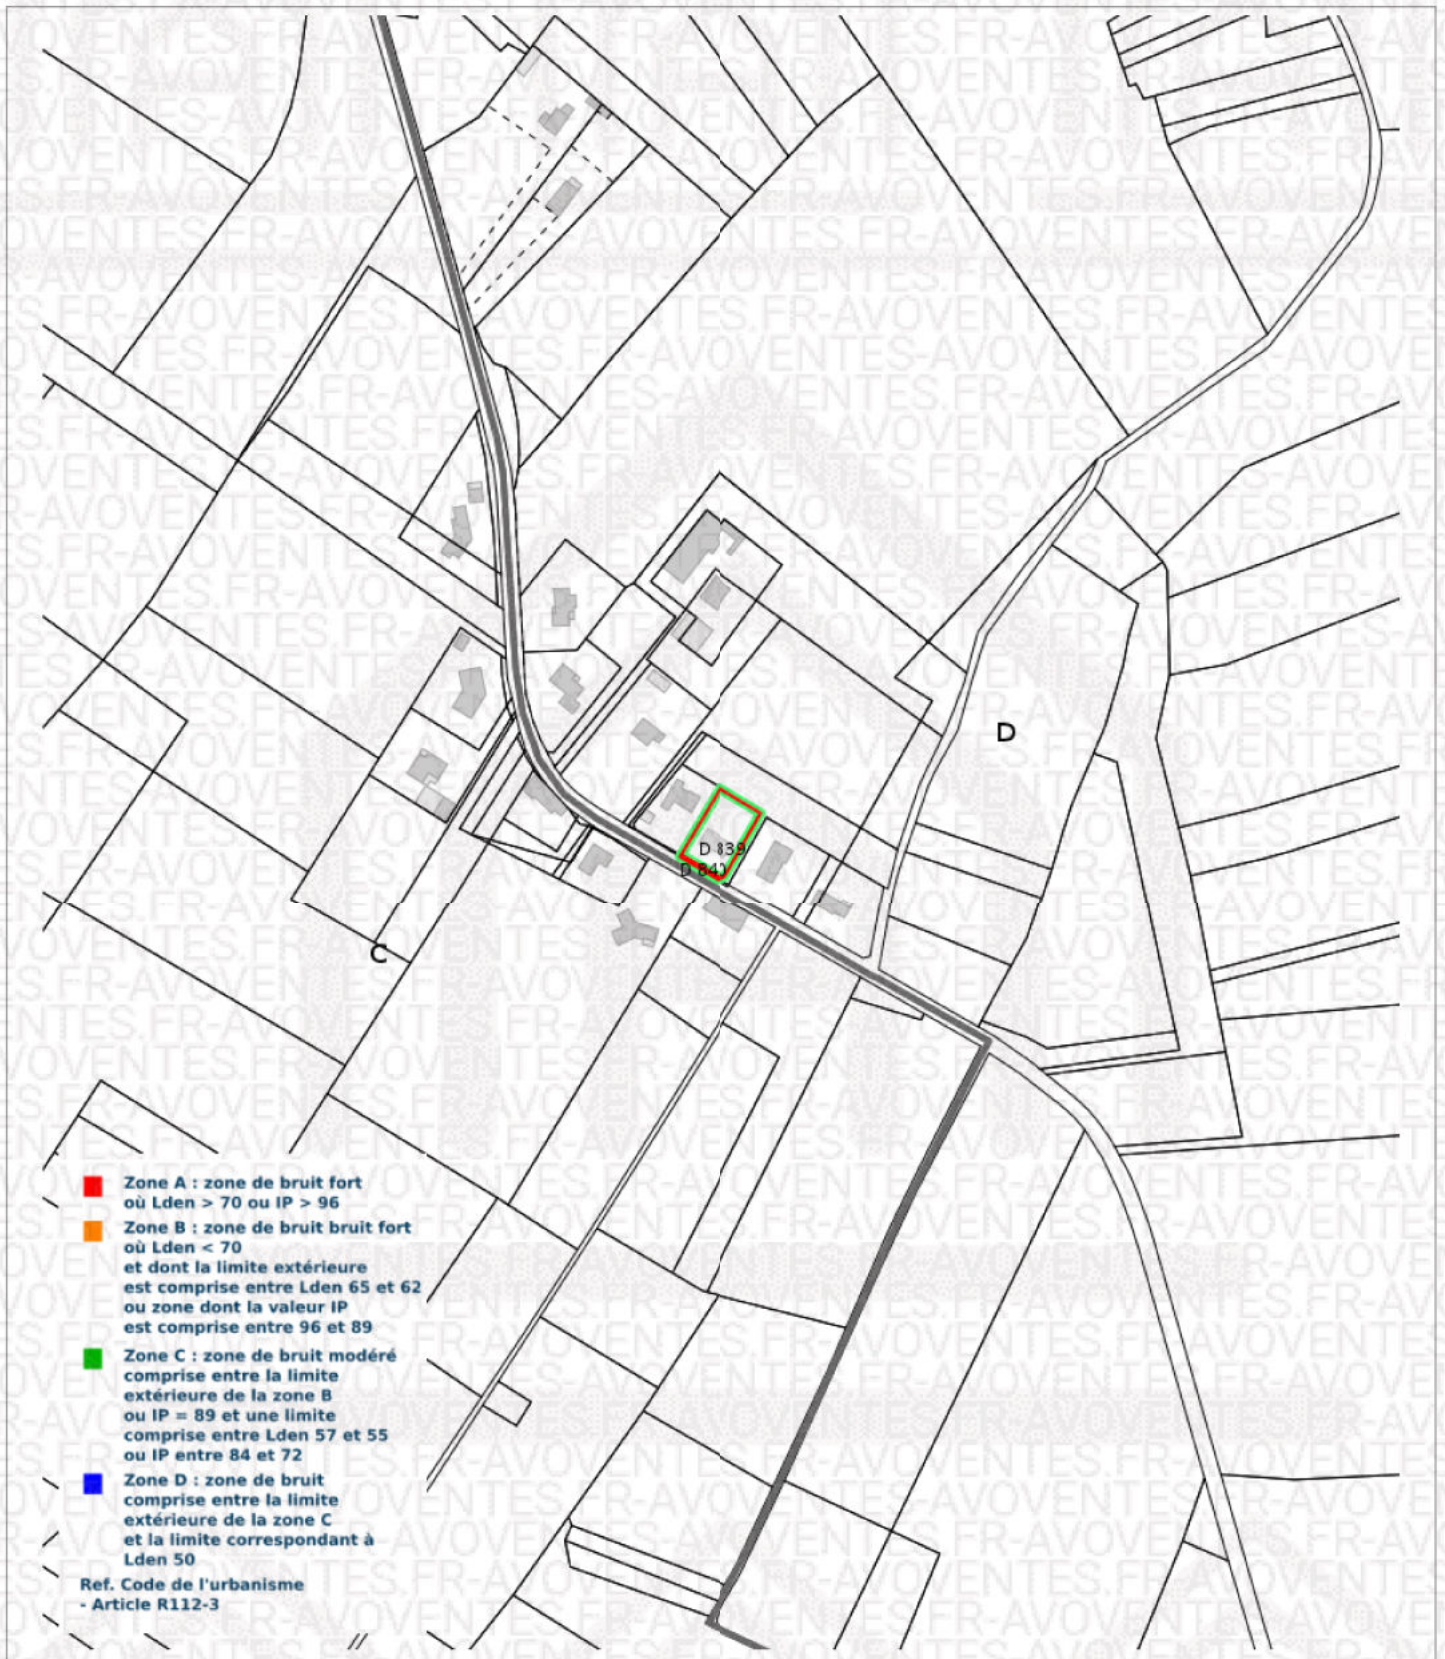 D
D 839
D 840
C
Zone A : zone de bruit fort
où Lden > 70 ou IP > 96
Zone B : zone de bruit bruit fort
où Lden < 70
et dont la limite extérieure
est comprise entre Lden 65 et 62
ou zone dont la valeur IP
est comprise entre 96 et 89
Zone C : zone de bruit modéré
comprise entre la limite
extérieure de la zone B
ou IP = 89 et une limite
comprise entre Lden 57 et 55
ou IP entre 84 et 72
Zone D : zone de bruit
comprise entre la limite
extérieure de la zone C
et la limite correspondant à
Lden 50
Ref. Code de l'urbanisme
- Article R112-3